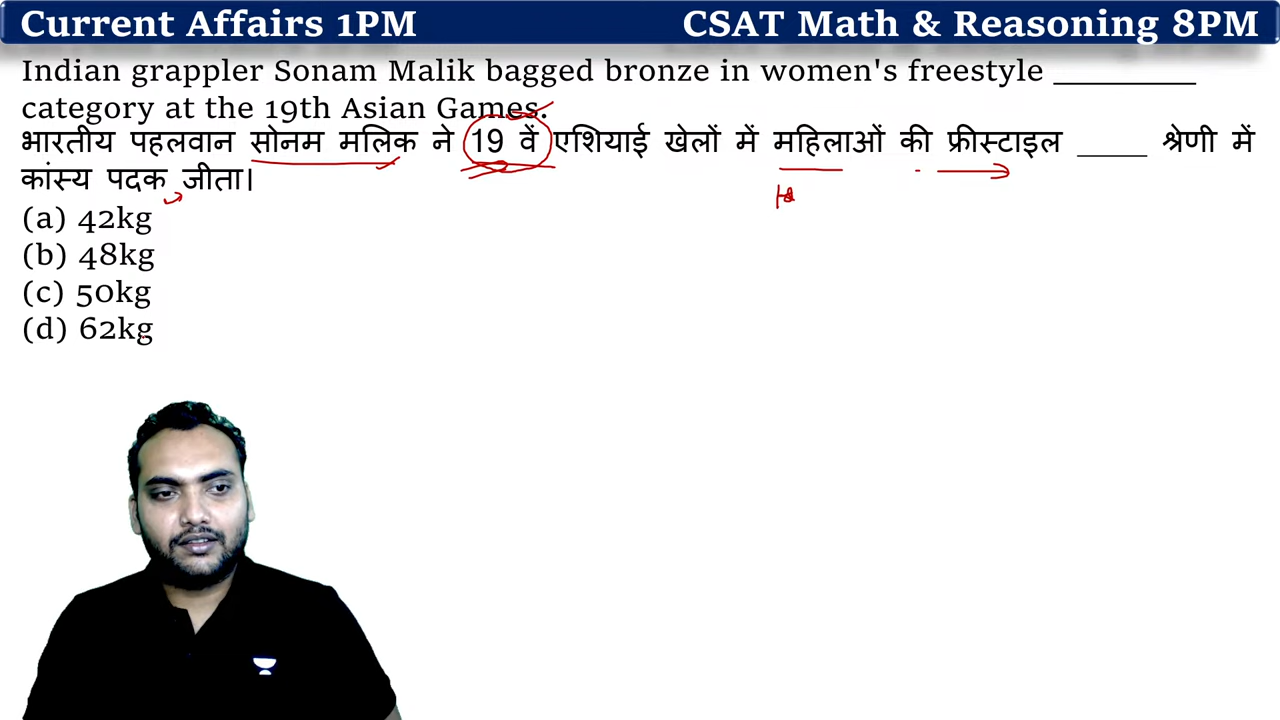 Current Affairs 1PM
CSAT Math & Reasoning 8PM
Indian grappler Sonam Malik bagged bronze in women's freestyle ________
category at the 19th Asian Games.
भारतीय पहलवान सोनम मलिक ने 19 वें एशियाई खेलों में महिलाओं की फ्रीस्टाइल ____ श्रेणी में
कांस्य पदक जीता।
(a) 42kg
(b) 48kg
(c) 50kg
(d) 62kg